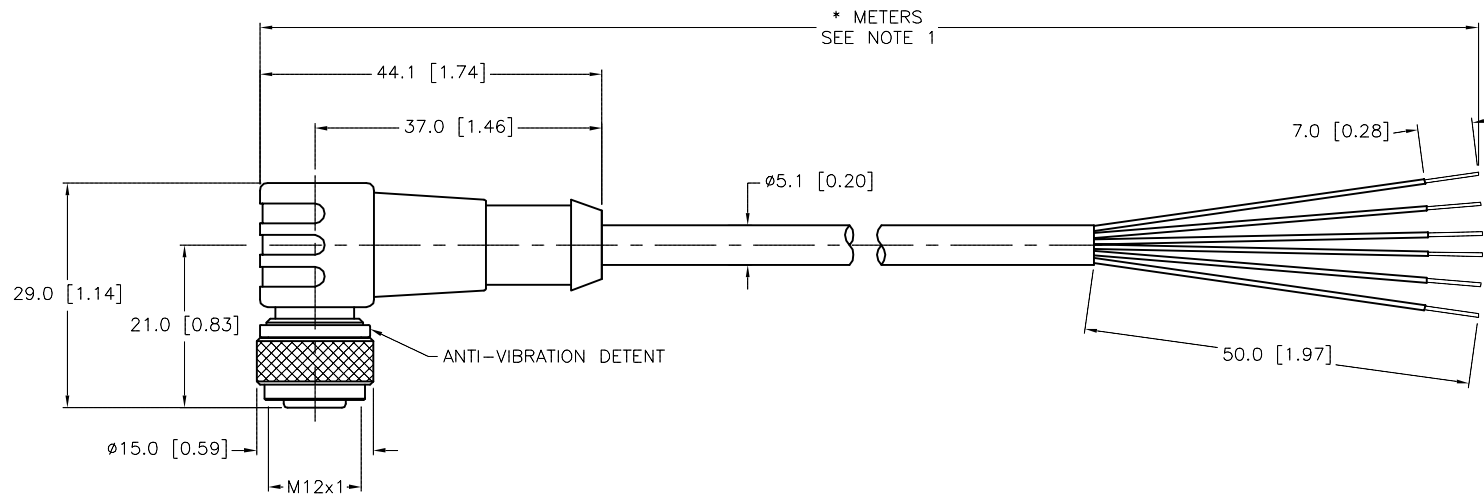 * METERS
SEE NOTE 1
44.1 [1.74]
37.0 [1.46]
7.0 [0.28]
ø5.1 [0.20]
29.0 [1.14]
21.0 [0.83]
ANTI-VIBRATION DETENT
50.0 [1.97]
ø15.0 [0.59]
M12x1